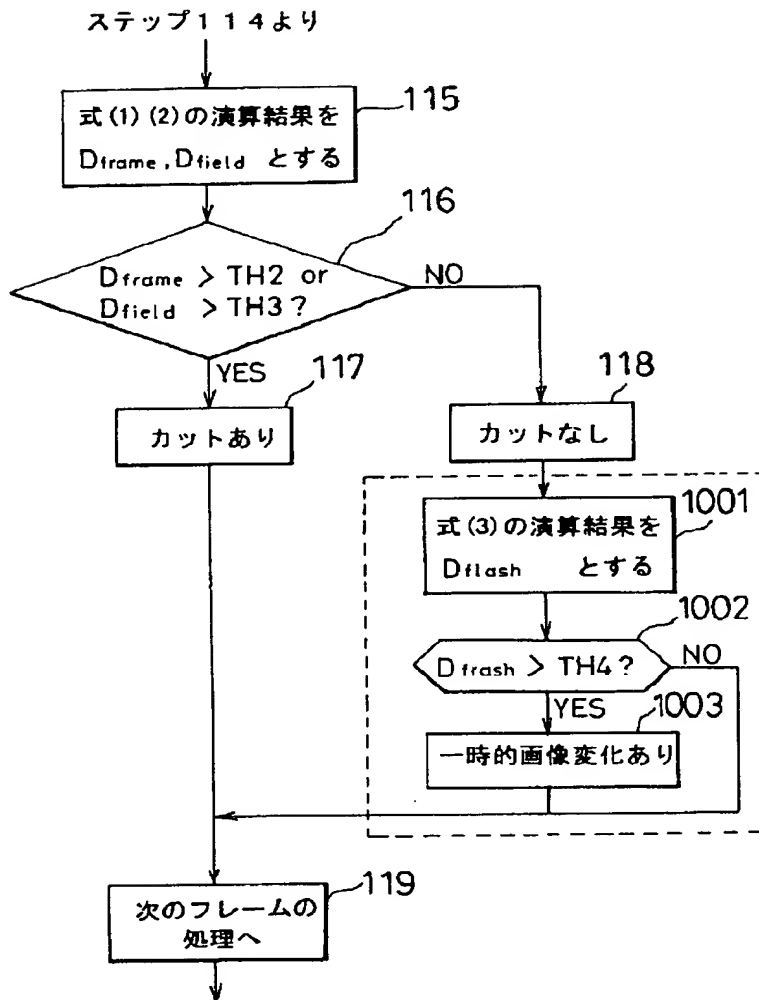 ステップ114より
115
式(1)(2)の演算結果を
Dframe,Dfield とする
116
Dframe > TH2 or
Dfield > TH3?
NO
YES
117
118
カットあり
カットなし
1001
式(3)の演算結果を
Dflash とする
1002
Dfrash > TH4?
NO
YES
1003
一時的画像変化あり
119
次のフレームの
処理へ